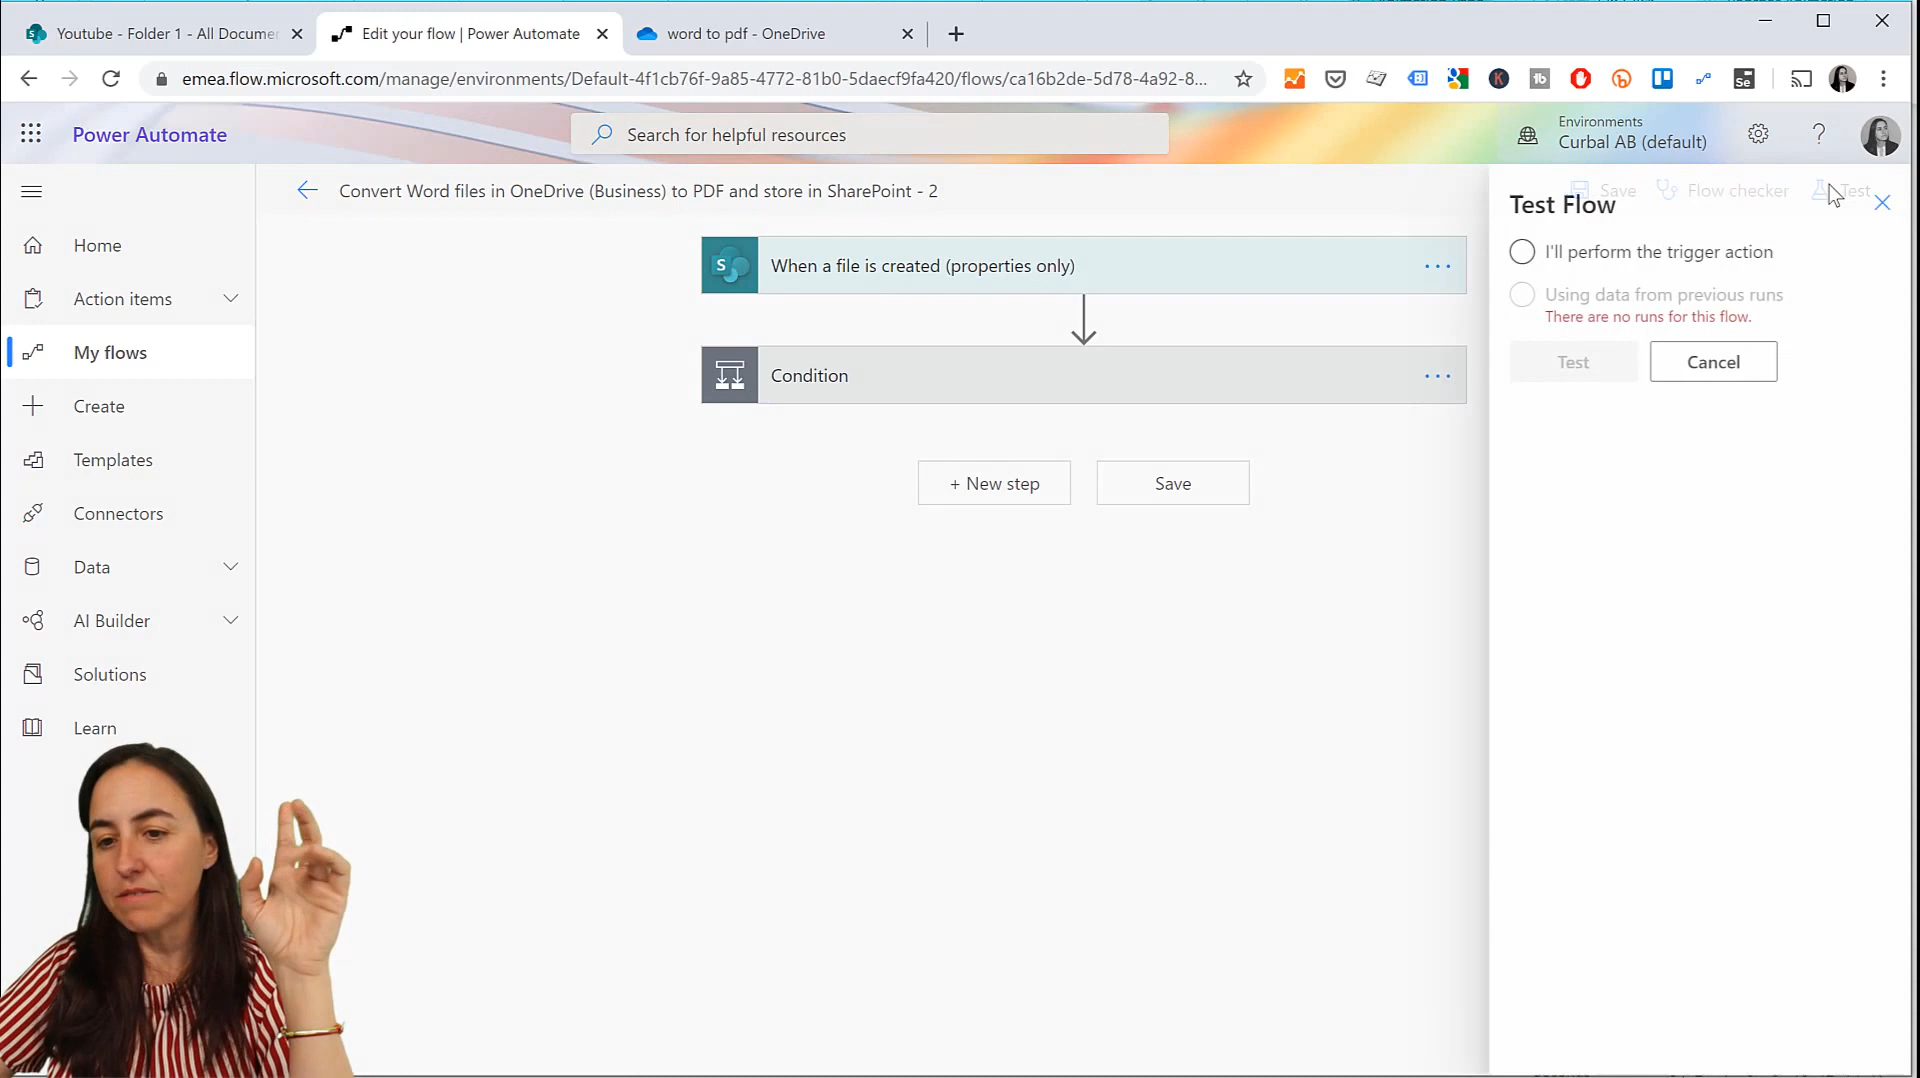 Youtube - Folder 1 - All Documen
Edit your flow | Power Automate
word to pdf - OneDrive
emea.flow.microsoft.com/manage/environments/Default-4f1cb76f-9a85-4772-81b0-5daecf9fa420/flows/ca16b2de-5d78-4a92-8...
Power Automate
Search for helpful resources
Environments
Curbal AB (default)
Convert Word files in OneDrive (Business) to PDF and store in SharePoint - 2
Save
Flow checker
Test
Test Flow
Home
Action items
My flows
Create
Templates
Connectors
Data
AI Builder
Solutions
Learn
When a file is created (properties only)
Condition
+ New step
Save
I'll perform the trigger action
Using data from previous runs
There are no runs for this flow.
Test
Cancel